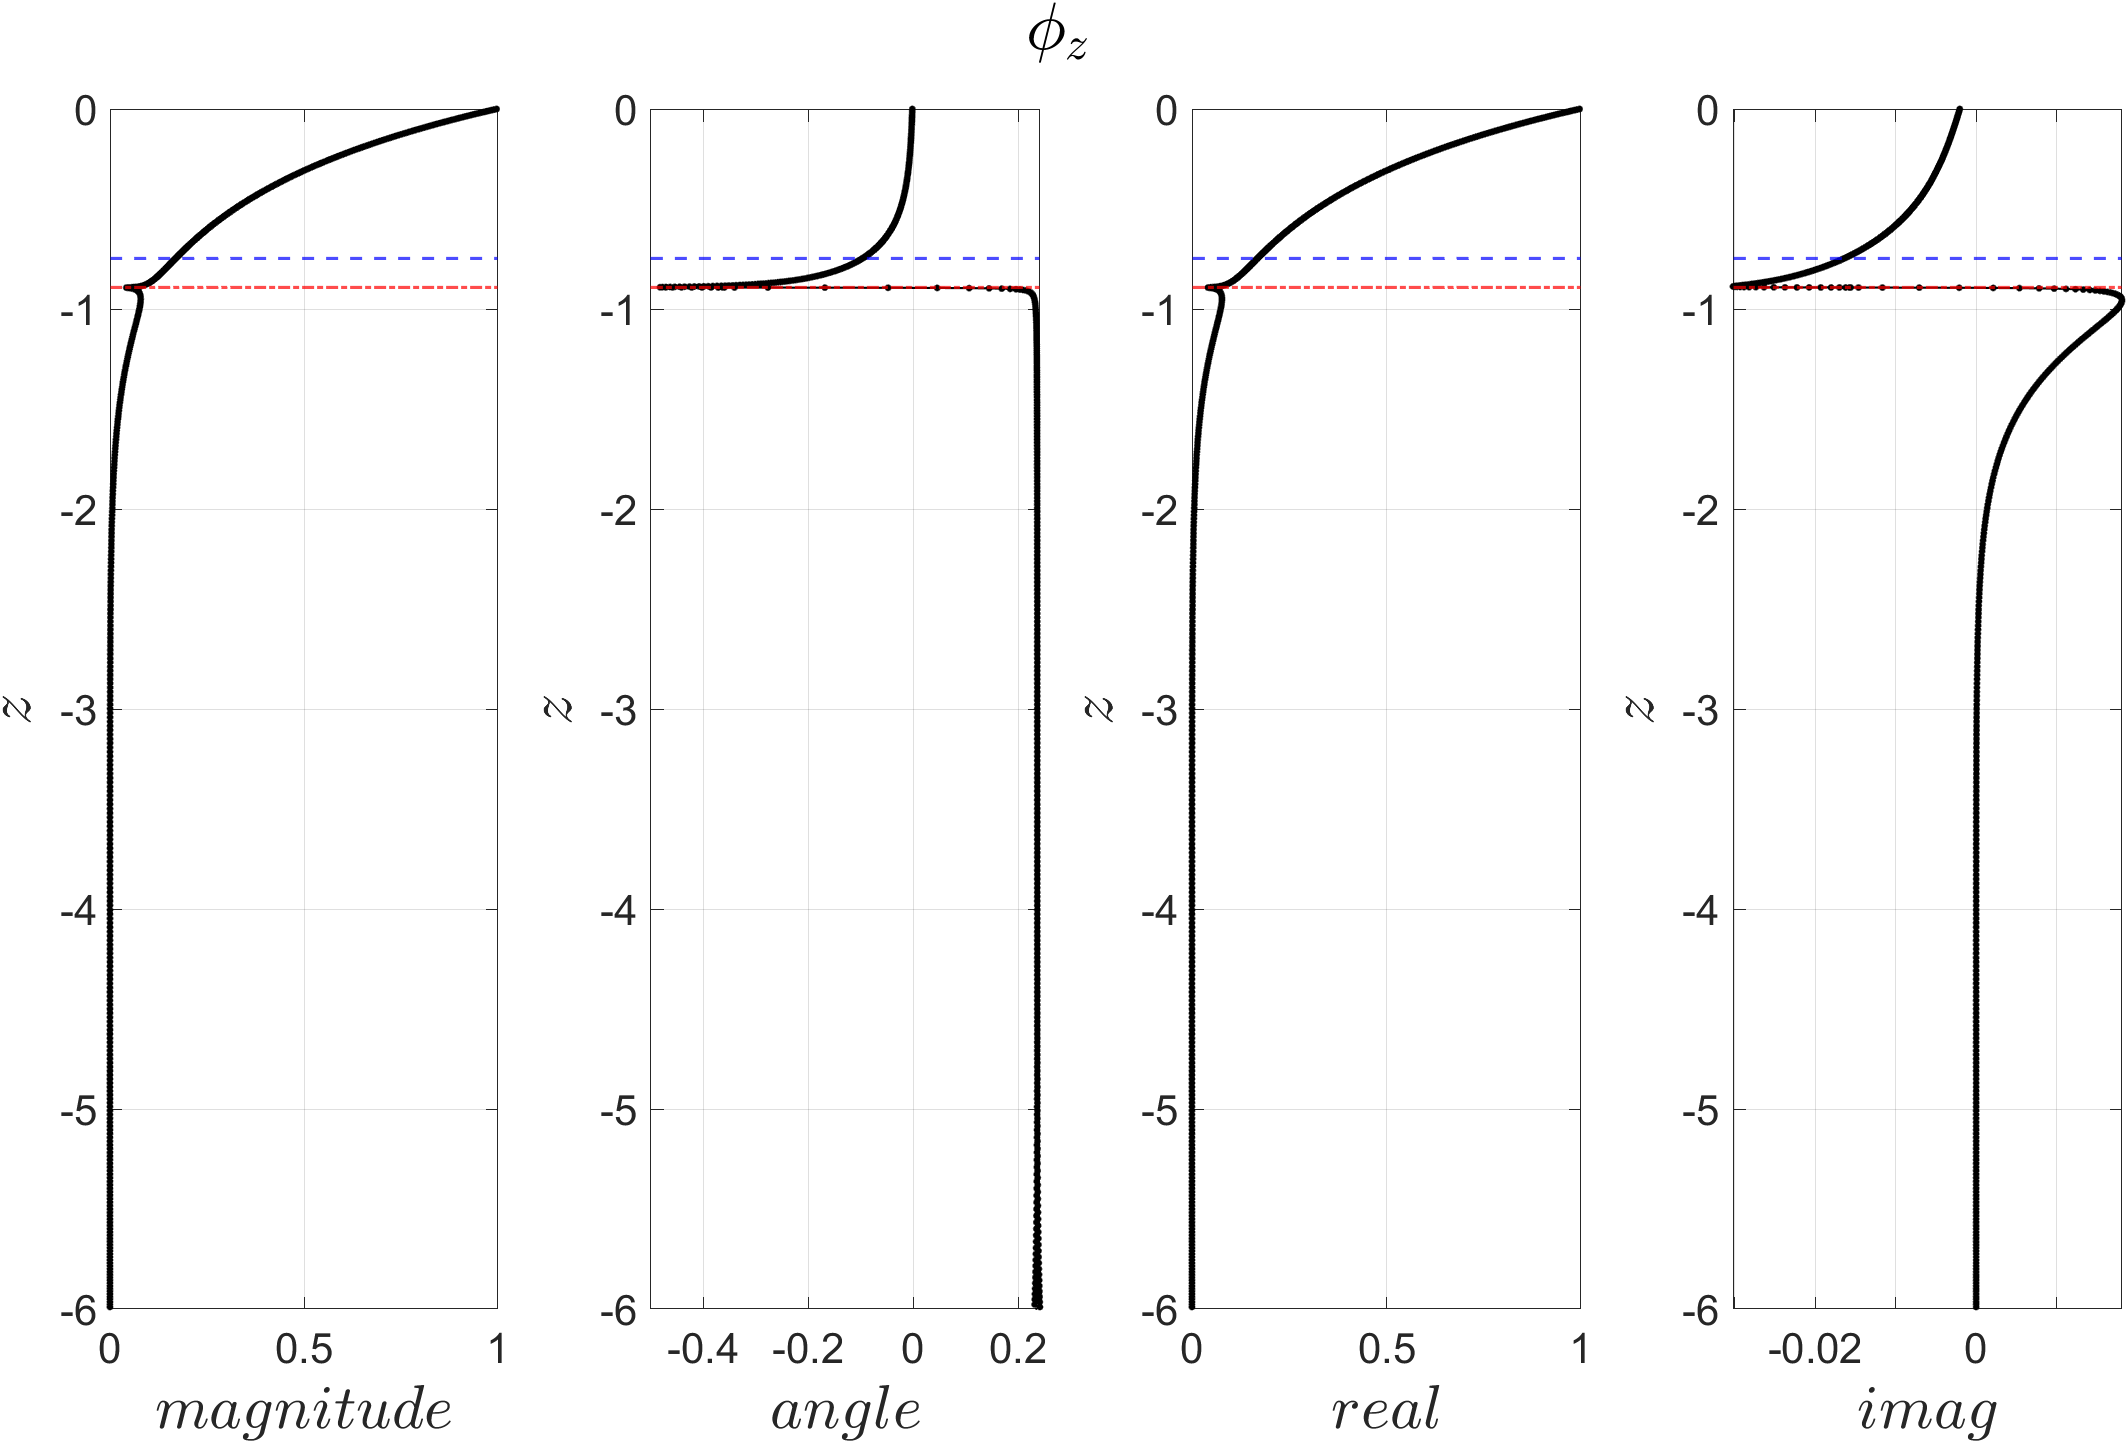 ϕz
0 0 0 0
-1 -1 -1 -1
-2 -2 -2 -2
z -3 z -3 z -3 z -3
-4 -4 -4 -4
-5 -5 -5 -5
-6 -6 -6 -6
0 0.5 1 -0.4 -0.2 0 0.2 0 0.5 1 -0.02 0
magnitude angle real imag